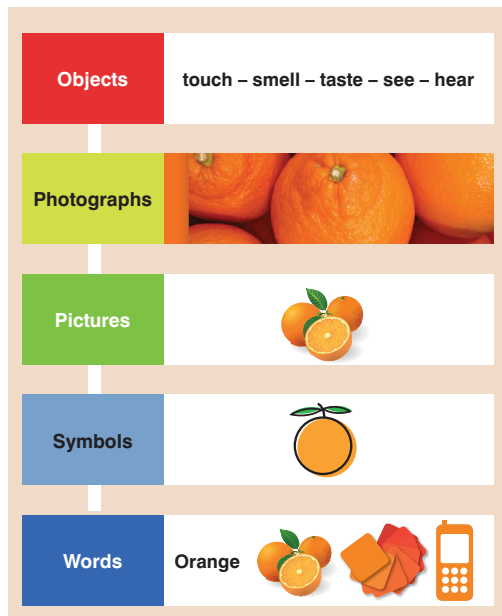 Objects
touch – smell – taste – see – hear
Photographs
Pictures
Symbols
Words
Orange